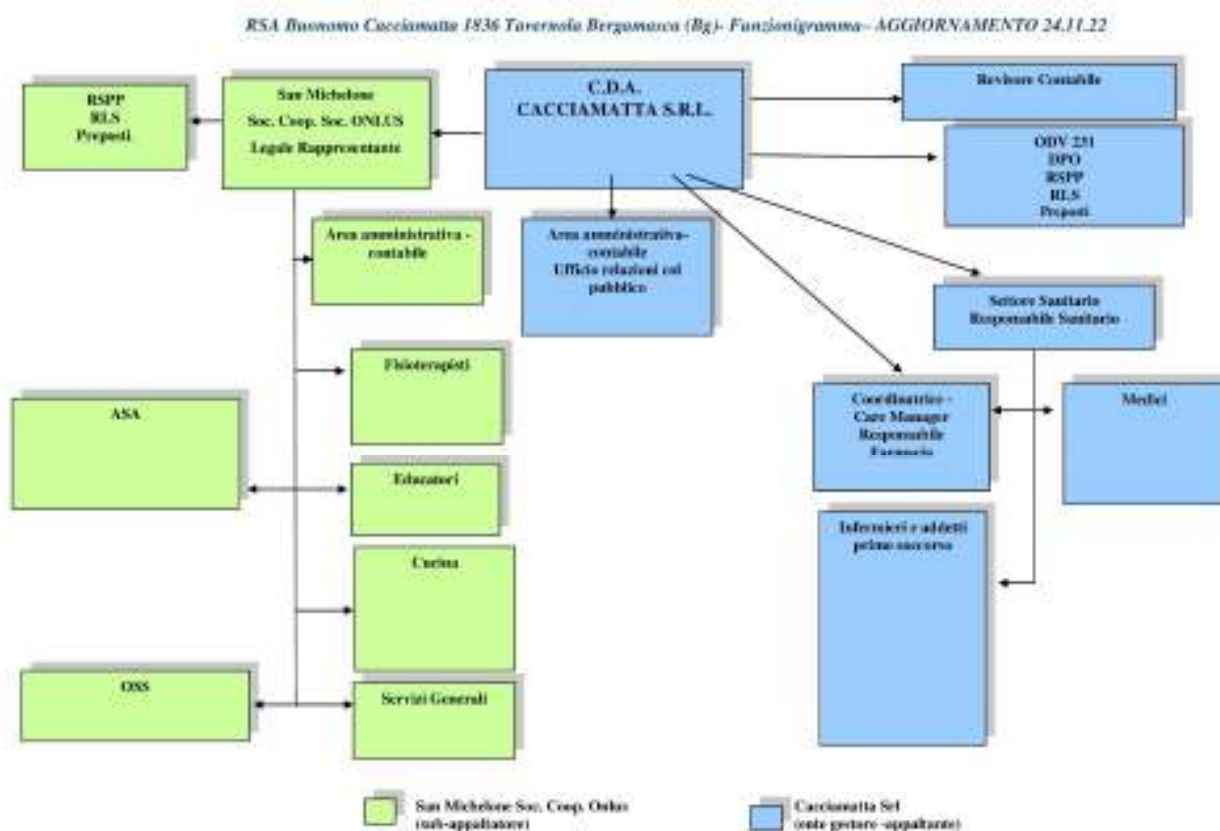 RSA Buonomo Cacciamatta 1836 Tavernola Bergamasca (Bg)- Funzionigramma– AGGIORNAMENTO 24.11.22
RSPP
RLS
Preposti
San Michelone
Soc. Coop. Soc. ONLUS
Legale Rappresentante
C.D.A.
CACCIAMATTA S.R.L.
Revisore Contabile
ODV 231
DPO
RSPP
RLS
Preposti
Area amministrativa -
contabile
Area amministrativa–
contabile
Ufficio relazioni col
pubblico
Settore Sanitario
Responsabile Sanitario
Fisioterapisti
ASA
Coordinatrice -
Care Manager
Responsabile
Farmacia
Medici
Educatori
Infermieri e addetti
primo soccorso
Cucina
OSS
Servizi Generali
San Michelone Soc. Coop. Onlus
(sub-appaltatore)
Cacciamatta Srl
(ente gestore -appaltante)